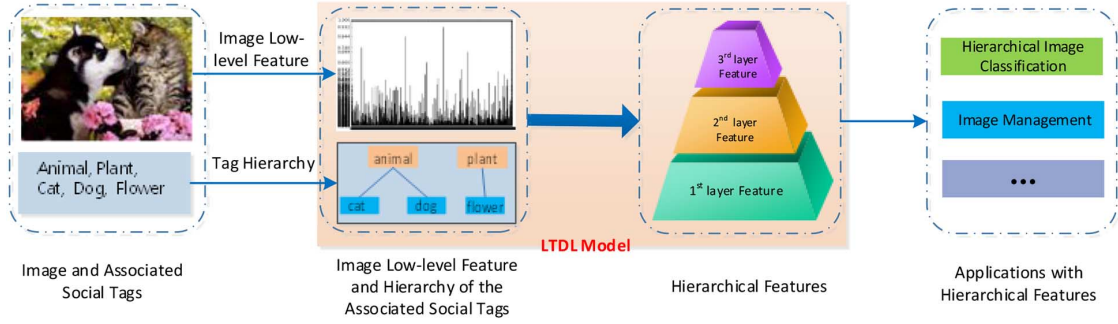 Image Low-
level Feature
Animal, Plant,
Cat, Dog, Flower
Tag Hierarchy
animal
plant
cat
dog
flower
3rd layer
Feature
2nd layer
Feature
1st layer Feature
LTDL Model
Hierarchical Image
Classification
Image Management
...
Image and Associated
Social Tags
Image Low-level Feature
and Hierarchy of the
Associated Social Tags
Hierarchical Features
Applications with
Hierarchical Features